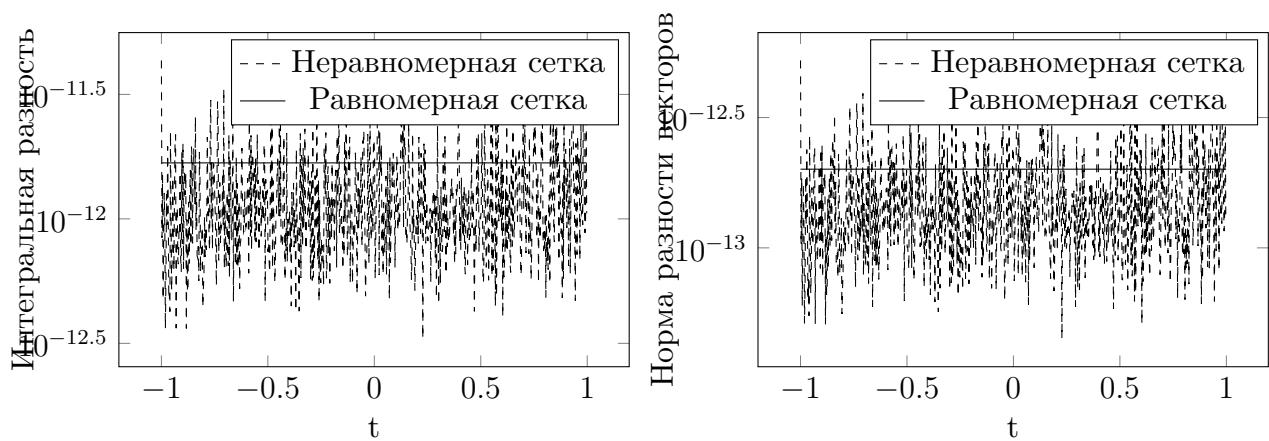 Неравномерная сетка
Равномерная сетка
Интегральная разность
10^{-11.5}
10^{-12}
10^{-12.5}
−1 −0.5 0 0.5 1
t
Неравномерная сетка
Равномерная сетка
Норма разности векторов
10^{-12.5}
10^{-13}
−1 −0.5 0 0.5 1
t